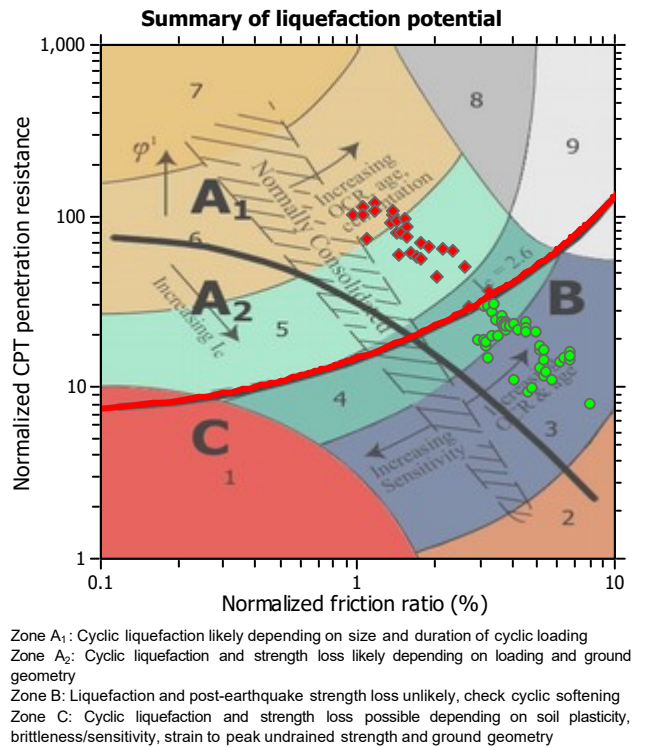 Summary of liquefaction potential
1,000
100
10
1
Normalized CPT penetration resistance
0.1
1
10
Normalized friction ratio (%)
7
8
9
φ'
A1
Increasing
OCR, age,
cementation
Normally Consolidated
6
A2
Increasing Ic
5
= 2.6
B
4
C
1
Increasing
OCR & age
3
Increasing
Sensitivity
2
Zone A1: Cyclic liquefaction likely depending on size and duration of cyclic loading
Zone A2: Cyclic liquefaction and strength loss likely depending on loading and ground
geometry
Zone B: Liquefaction and post-earthquake strength loss unlikely, check cyclic softening
Zone C: Cyclic liquefaction and strength loss possible depending on soil plasticity,
brittleness/sensitivity, strain to peak undrained strength and ground geometry